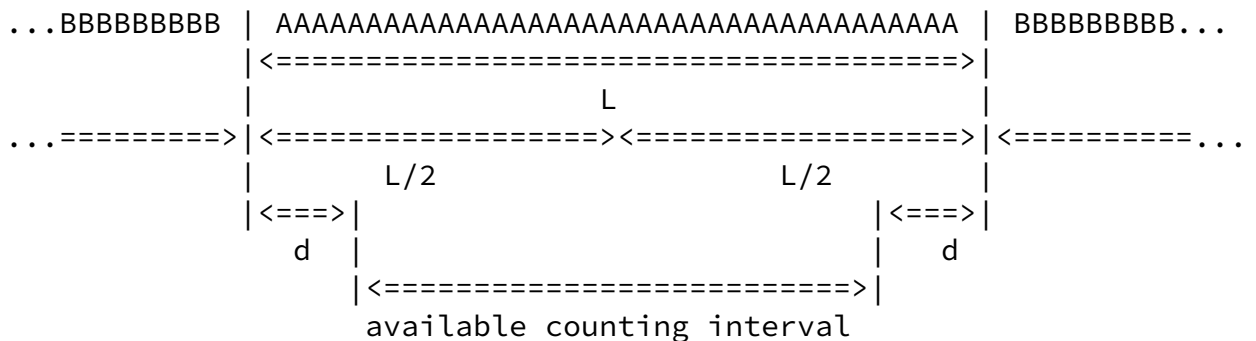 ...BBBBBBBBB | AAAAAAAAAAAAAAAAAAAAAAAAAAAAAAAAAAAAAA | BBBBBBBBB...
|<======================================>|
| L |
...=========>|<===================><===================>|<==========...
| L/2 L/2 |
|<===>| |<===>|
d | | d
|<===========================>|
available counting interval